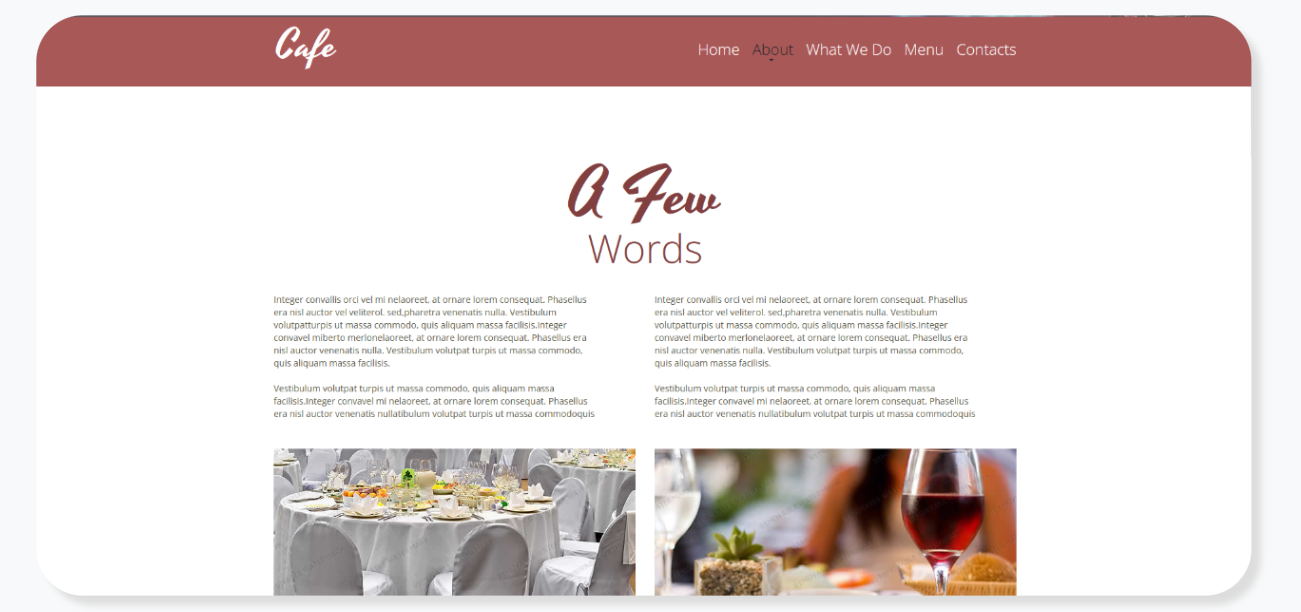 Cafe
Home About What We Do Menu Contacts
A Few
Words
Integer convallis orci vel mi nelaoreet, at ornare lorem consequat. Phasellus
era nisl auctor vel veliterol. sed,pharetra venenatis nulla. Vestibulum
volutpatturpis ut massa commodo, quis aliquam massa facilisis.Integer
convavel miberto merlonelaoreet, at ornare lorem consequat. Phasellus era
nisl auctor venenatis nulla. Vestibulum volutpat turpis ut massa commodo,
quis aliquam massa facilisis.
Vestibulum volutpat turpis ut massa commodo, quis aliquam massa
facilisis.Integer convavel mi nelaoreet, at ornare lorem consequat. Phasellus
era nisl auctor venenatis nullatibulum volutpat turpis ut massa commodoquis
Integer convallis orci vel mi nelaoreet, at ornare lorem consequat. Phasellus
era nisl auctor vel veliterol. sed,pharetra venenatis nulla. Vestibulum
volutpatturpis ut massa commodo, quis aliquam massa facilisis.Integer
convavel miberto merlonelaoreet, at ornare lorem consequat. Phasellus era
nisl auctor venenatis nulla. Vestibulum volutpat turpis ut massa commodo,
quis aliquam massa facilisis.
Vestibulum volutpat turpis ut massa commodo, quis aliquam massa
facilisis.Integer convavel mi nelaoreet, at ornare lorem consequat. Phasellus
era nisl auctor venenatis nullatibulum volutpat turpis ut massa commodoquis